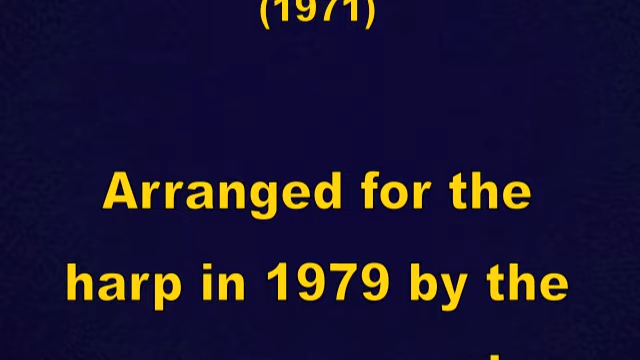 (1971)
Arranged for the
harp in 1979 by the